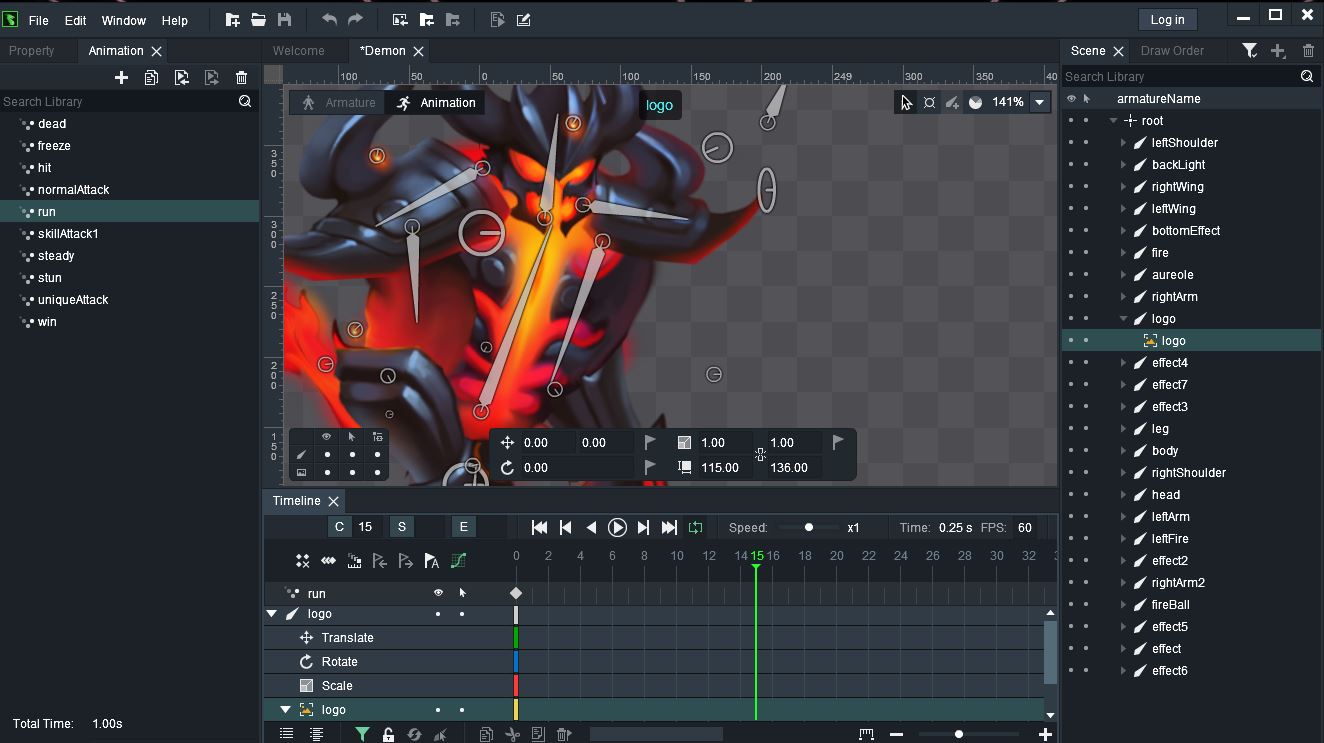 File Edit Window Help
Log in
Property Animation
Welcome *Demon
Scene Draw Order
Search Library
dead
freeze
hit
normalAttack
run
skillAttack1
steady
stun
uniqueAttack
win
Total Time: 1.00s
100 50 0 50 100 150 200 249 300 350 40
Armature Animation
logo
141%
350
300
250
200
150
0.00 0.00 1.00 1.00
0.00 115.00 136.00
Timeline
C 15 S E
Speed: x1
Time: 0.25 s FPS: 60
0 2 4 6 8 10 12 14 15 16 18 20 22 24 26 28 30 32
run
logo
Translate
Rotate
Scale
logo
Search Library
armatureName
root
leftShoulder
backLight
rightWing
leftWing
bottomEffect
fire
aureole
rightArm
logo
logo
effect4
effect7
effect3
leg
body
rightShoulder
head
leftArm
leftFire
effect2
rightArm2
fireBall
effect5
effect
effect6